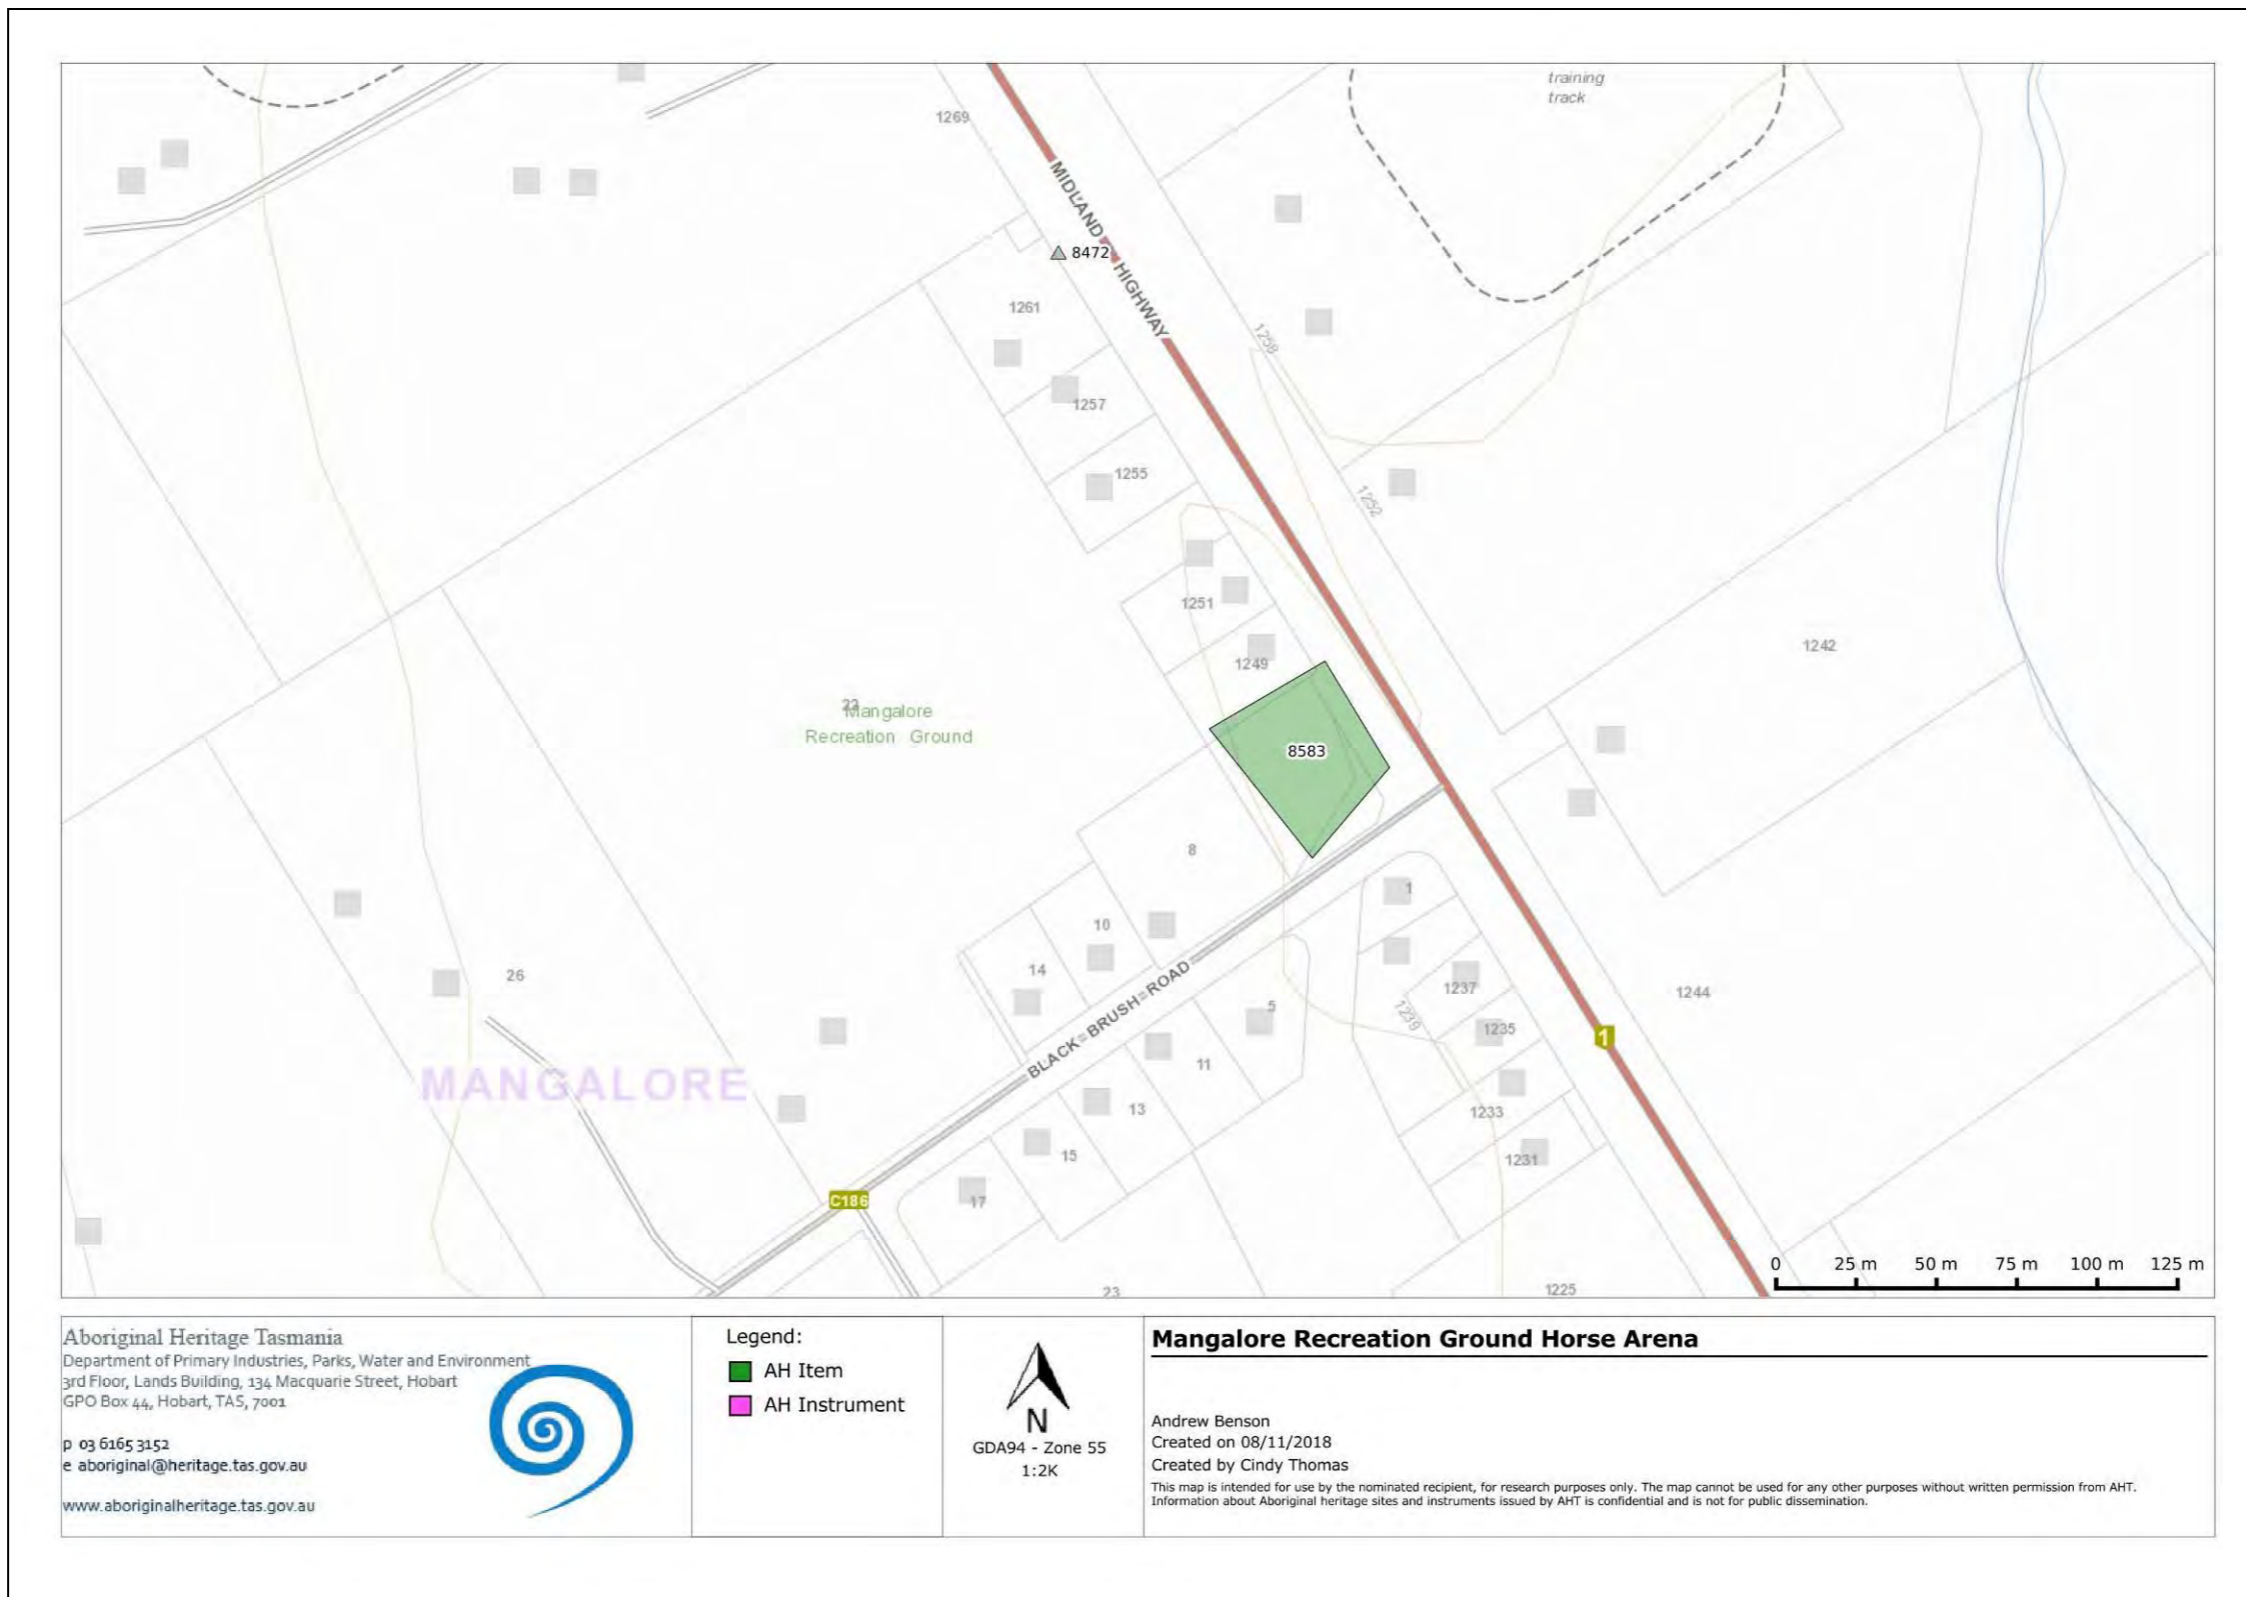 training
track
1269
MIDLAND HIGHWAY
8472
1261
1258
1257
1255
1252
1251
1249
1242
22
Mangalore
Recreation Ground
8583
8
1
10
14
26
BLACK BRUSH ROAD
5
1237
1239
1235
1244
1
11
13
1233
15
1231
17
MANGALORE
C186
23
1225
0 25 m 50 m 75 m 100 m 125 m
Aboriginal Heritage Tasmania
Department of Primary Industries, Parks, Water and Environment
3rd Floor, Lands Building, 134 Macquarie Street, Hobart
GPO Box 44, Hobart, TAS, 7001
p 03 6165 3152
e aboriginal@heritage.tas.gov.au
www.aboriginalheritage.tas.gov.au
Legend:
AH Item
AH Instrument
N
GDA94 - Zone 55
1:2K
Mangalore Recreation Ground Horse Arena
Andrew Benson
Created on 08/11/2018
Created by Cindy Thomas
This map is intended for use by the nominated recipient, for research purposes only. The map cannot be used for any other purposes without written permission from AHT.
Information about Aboriginal heritage sites and instruments issued by AHT is confidential and is not for public dissemination.